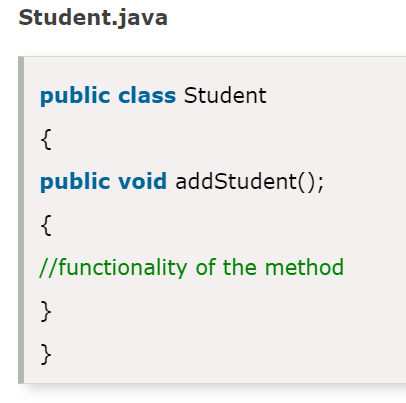 Student.java
public class Student
{
public void addStudent();
{
//functionality of the method
}
}